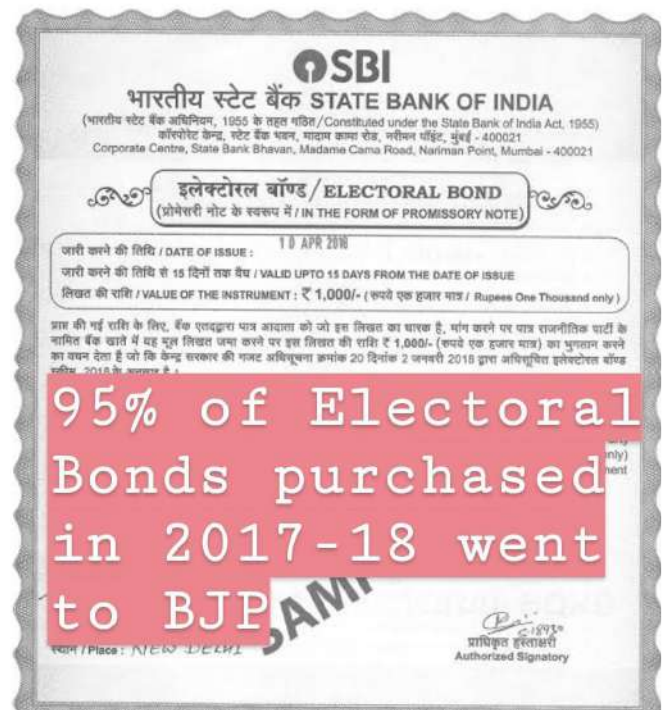 SBI
भारतीय स्टेट बैंक STATE BANK OF INDIA
(भारतीय स्टेट बैंक अधिनियम, 1955 के तहत गठित/Constituted under the State Bank of India Act, 1955)
कॉरपोरेट केन्द्र, स्टेट बैंक भवन, मादाम कामा रोड, नरीमन पॉइंट, मुंबई - 400021
Corporate Centre, State Bank Bhavan, Madame Cama Road, Nariman Point, Mumbai - 400021
इलेक्टोरल बॉण्ड/ELECTORAL BOND
(प्रोमेसरी नोट के स्वरूप में/IN THE FORM OF PROMISSORY NOTE)
जारी करने की तिथि / DATE OF ISSUE : 10 APR 2018
जारी करने की तिथि से 15 दिनों तक वैध / VALID UPTO 15 DAYS FROM THE DATE OF ISSUE
लिखत की राशि / VALUE OF THE INSTRUMENT : ₹ 1,000/- (रूपये एक हजार मात्र / Rupees One Thousand only)
प्राप्त की गई राशि के लिए, बैंक एतदद्वारा पात्र आदाता को जो इस लिखत का धारक है, मांग करने पर पात्र राजनीतिक पार्टी के
नामित बैंक खाते में यह मूल लिखत जमा करने पर इस लिखत की राशि ₹ 1,000/- (रूपये एक हजार मात्र) का भुगतान करने
का वचन देता है जो कि केन्द्र सरकार की गजट अधिसूचना क्रमांक 20 दिनांक 2 जनवरी 2018 द्वारा अधिसूचित इलेक्टोरल बॉण्ड
स्कीम, 2018 के अनुसार है।
95% of Electoral
Bonds purchased
in 2017-18 went
to BJP
स्थान / Place : NEW DELHI
प्राधिकृत हस्ताक्षरी
Authorized Signatory